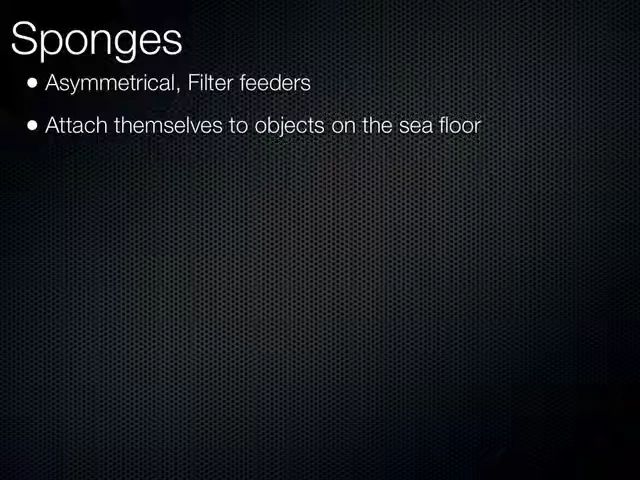 Sponges
• Asymmetrical, Filter feeders
• Attach themselves to objects on the sea floor